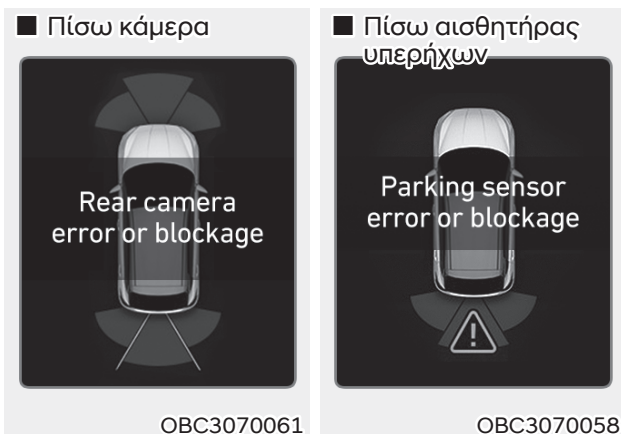 ■ Πίσω κάμερα
Rear camera
error or blockage
OBC3070061
■ Πίσω αισθητήρας
υπερήχων
Parking sensor
error or blockage
OBC3070058